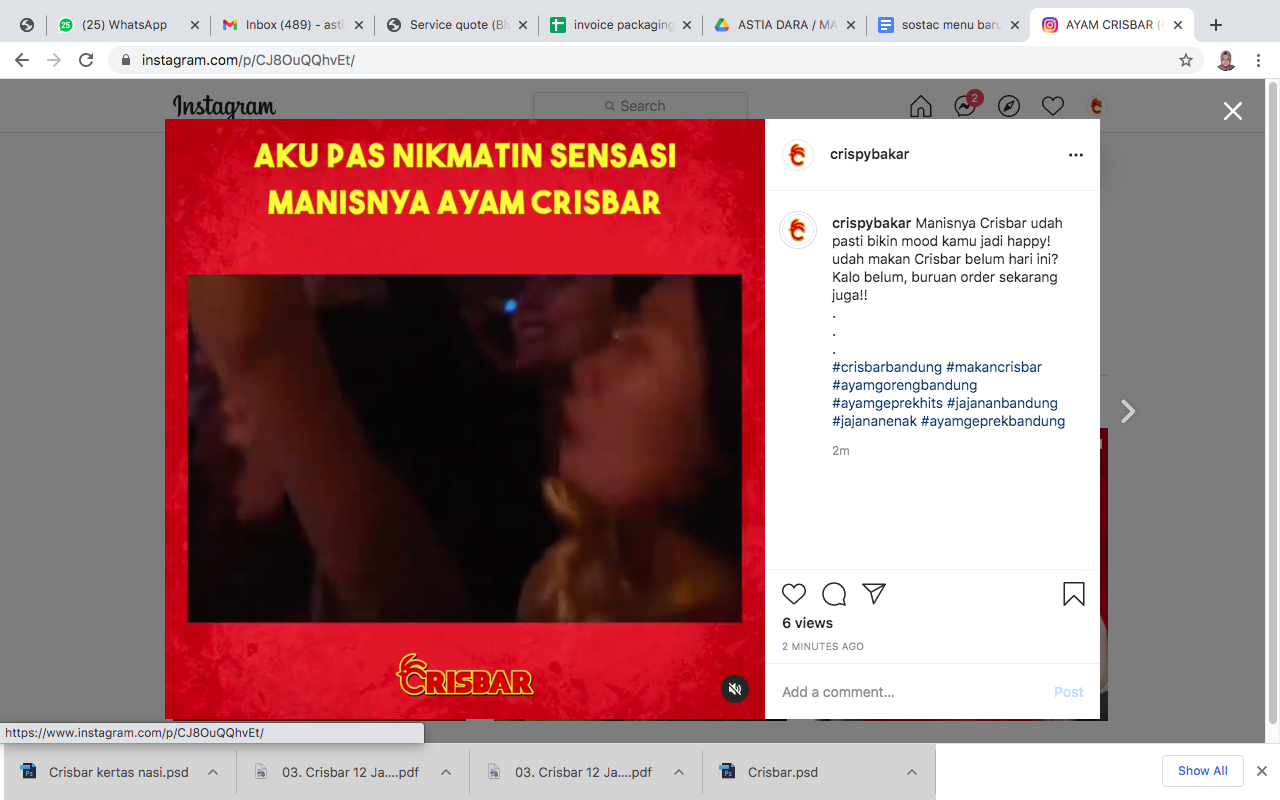 (25) WhatsApp
Inbox (489) - asti
Service quote (Bl
invoice packaging
ASTIA DARA / MA
sostac menu baru
AYAM CRISBAR (
instagram.com/p/CJ8OuQQhvEt/
Instagram
Search
2
AKU PAS NIKMATIN SENSASI
MANISNYA AYAM CRISBAR
CRISBAR
crispybakar
crispybakar Manisnya Crisbar udah
pasti bikin mood kamu jadi happy!
udah makan Crisbar belum hari ini?
Kalo belum, buruan order sekarang
juga!!
.
.
.
#crisbarbandung #makancrisbar
#ayamgorengbandung
#ayamgeprekhits #jajananbandung
#jajananenak #ayamgeprekbandung
2m
6 views
2 MINUTES AGO
Add a comment...
Post
https://www.instagram.com/p/CJ8OuQQhvEt/
Crisbar kertas nasi.psd
03. Crisbar 12 Ja....pdf
03. Crisbar 12 Ja....pdf
Crisbar.psd
Show All